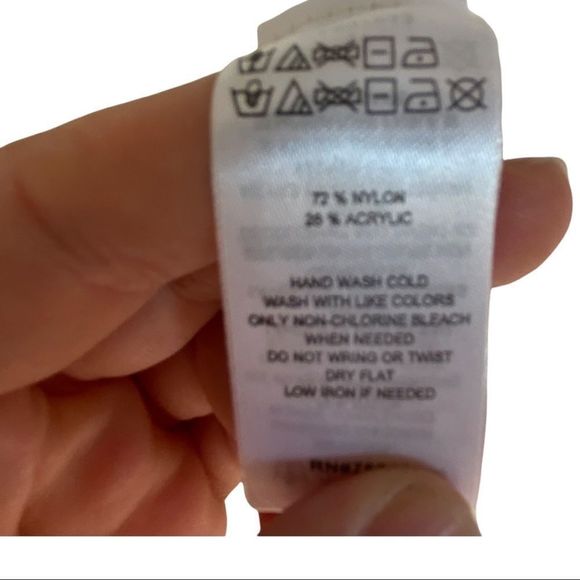 72 % NYLON
28 % ACRYLIC
HAND WASH COLD
WASH WITH LIKE COLORS
ONLY NON-CHLORINE BLEACH
WHEN NEEDED
DO NOT WRING OR TWIST
DRY FLAT
LOW IRON IF NEEDED